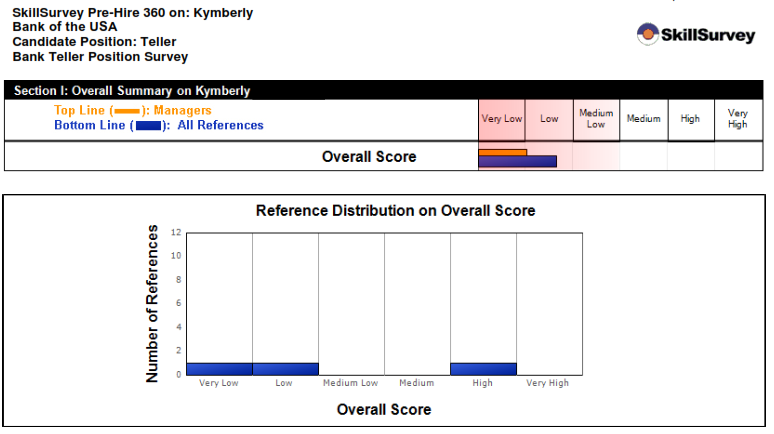 SkillSurvey Pre-Hire 360 on: Kymberly
Bank of the USA
Candidate Position: Teller
Bank Teller Position Survey
SkillSurvey
Section I: Overall Summary on Kymberly
Top Line ( ): Managers
Bottom Line ( ): All References
Very Low
Low
Medium Low
Medium
High
Very High
Overall Score
Reference Distribution on Overall Score
Number of References
12
10
8
6
4
2
0
Very Low
Low
Medium Low
Medium
High
Very High
Overall Score